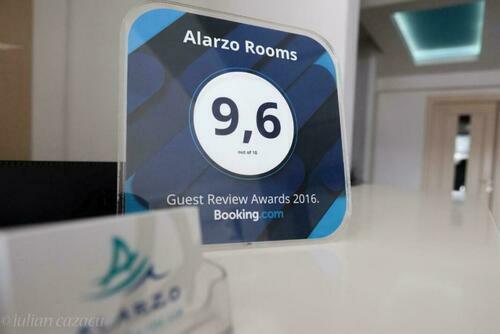 Alarzo Rooms
9,6
out of 10
Guest Review Awards 2016.
Booking.com
ALARZO
©iulian cazacu